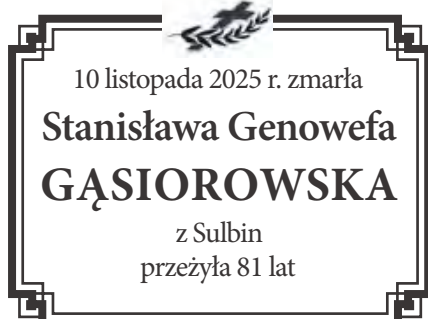 10 listopada 2025 r. zmarła
Stanisława Genowefa
GĄSIOROWSKA
z Sulbin
przeżyła 81 lat